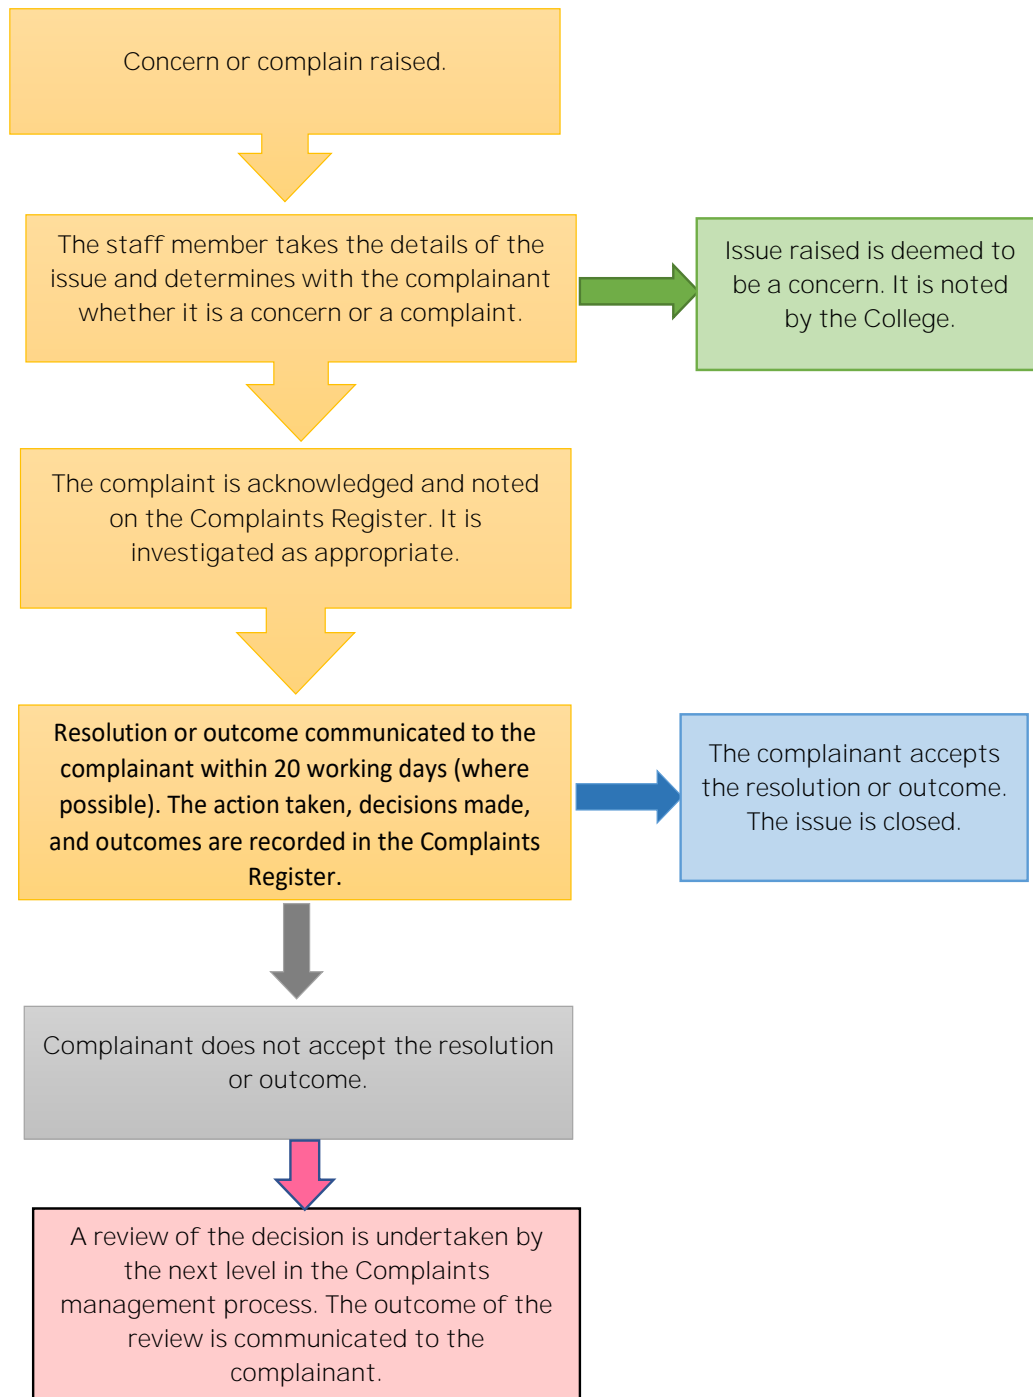 Concern or complain raised.
The staff member takes the details of the
issue and determines with the complainant
whether it is a concern or a complaint.
Issue raised is deemed to
be a concern. It is noted
by the College.
The complaint is acknowledged and noted
on the Complaints Register. It is
investigated as appropriate.
Resolution or outcome communicated to the
complainant within 20 working days (where
possible). The action taken, decisions made,
and outcomes are recorded in the Complaints
Register.
The complainant accepts
the resolution or outcome.
The issue is closed.
Complainant does not accept the resolution
or outcome.
A review of the decision is undertaken by
the next level in the Complaints
management process. The outcome of the
review is communicated to the
complainant.